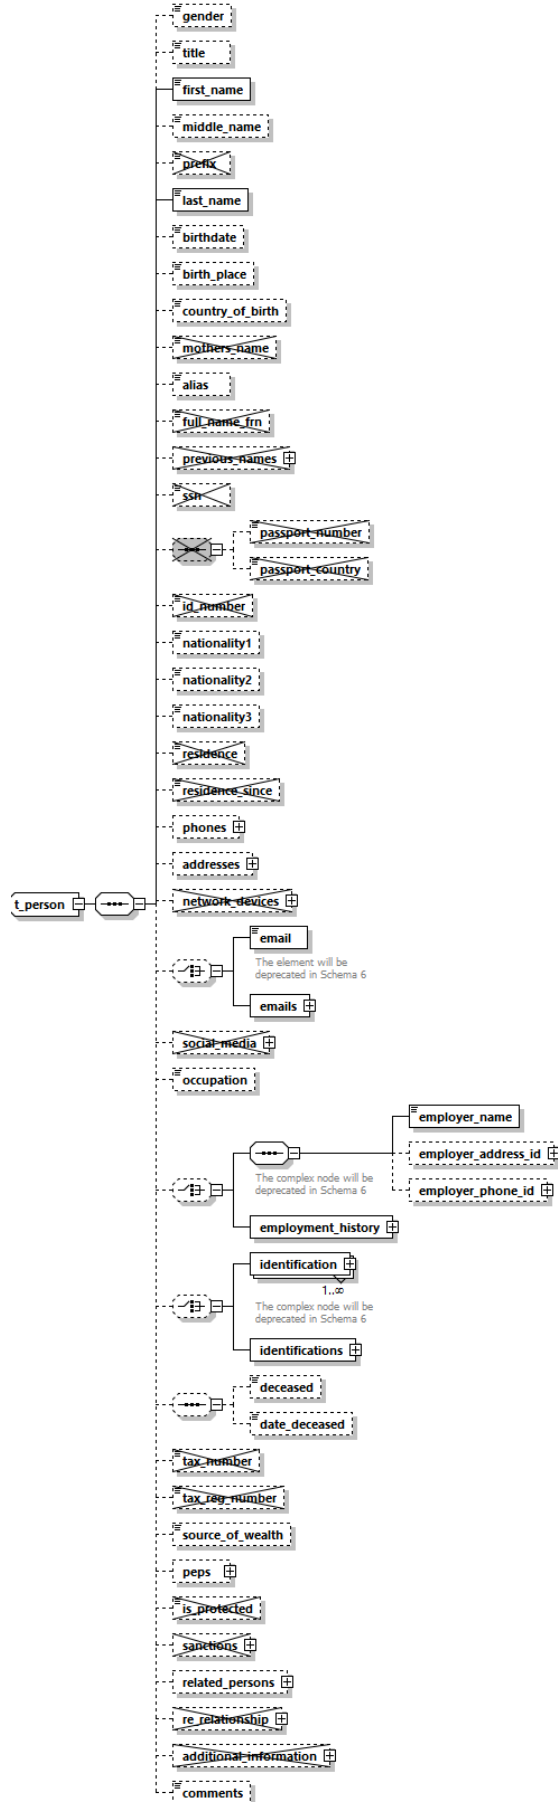 gender
title
first_name
middle_name
prefix
last_name
birthdate
birth_place
country_of_birth
mothers_name
alias
full_name_frn
previous_names
ssn
passport_number
passport_country
id_number
nationality1
nationality2
nationality3
residence
residence_since
phones
addresses
t_person
network_devices
email
The element will be
deprecated in Schema 6
emails
social_media
occupation
employer_name
employer_address_id
The complex node will be
deprecated in Schema 6
employer_phone_id
employment_history
identification
1..∞
The complex node will be
deprecated in Schema 6
identifications
deceased
date_deceased
tax_number
tax_reg_number
source_of_wealth
peps
is_protected
sanctions
related_persons
re_relationship
additional_information
comments